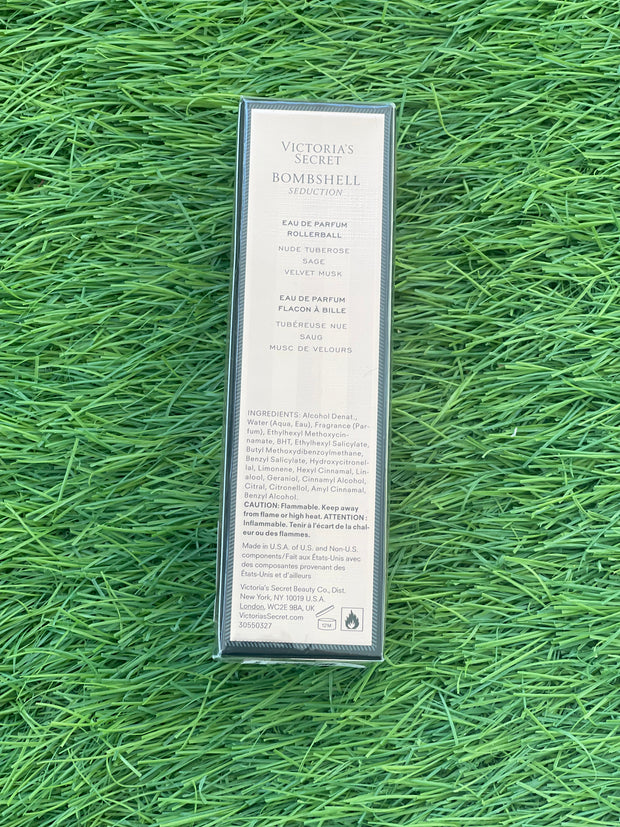 VICTORIA'S
SECRET
BOMBSHELL
SEDUCTION
EAU DE PARFUM
ROLLERBALL
NUDE TUBEROSE
SAGE
VELVET MUSK
EAU DE PARFUM
FLACON À BILLE
TUBÉREUSE NUE
SAUG
MUSC DE VELOURS
INGREDIENTS: Alcohol Denat.,
Water (Aqua, Eau), Fragrance (Par-
fum), Ethylhexyl Methoxycin-
namate, BHT, Ethylhexyl Salicylate,
Butyl Methoxydibenzoylmethane,
Benzyl Salicylate, Hydroxycitronel-
lal, Limonene, Hexyl Cinnamal, Lin-
alool, Geraniol, Cinnamyl Alcohol,
Citral, Citronellol, Amyl Cinnamal,
Benzyl Alcohol.
CAUTION: Flammable. Keep away
from flame or high heat. ATTENTION :
Inflammable. Tenir à l'écart de la chal-
eur ou des flammes.
Made in U.S.A. of U.S. and Non-U.S.
components/Fait aux États-Unis avec
des composantes provenant des
États-Unis et d'ailleurs
Victoria's Secret Beauty Co., Dist.
New York, NY 10019 U.S.A.
London, WC2E 9BA, UK
VictoriasSecret.com
30550327
12M